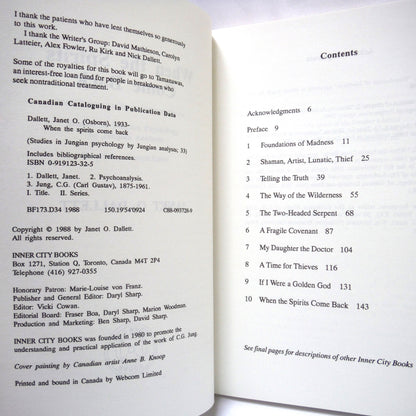 I thank the patients who have lent themselves so generously
to this work.
I thank the Writer's Group: David Mathieson, Carolyn
Latteier, Alex Fowler, Ru Kirk and Nick Dallett.
Some of the royalties for this book will go to Tamanawas,
an interest-free loan fund for people in breakdown who
seek nontraditional treatment.
Canadian Cataloguing in Publication Data
Dallett, Janet O. (Osborn), 1933-
When the spirits come back
(Studies in Jungian psychology by Jungian analysts; 33)
Includes bibliographical references.
ISBN 0-919123-32-5
1. Dallett, Janet. 2. Psychoanalysis.
3. Jung, C.G. (Carl Gustav), 1875-1961.
I. Title. II. Series.
BF173.D34 1988 150.19'5'0924 C88-093726-9
Copyright © 1988 by Janet O. Dallett.
All rights reserved.
INNER CITY BOOKS
Box 1271, Station Q, Toronto, Canada M4T 2P4
Telephone (416) 927-0355
Honorary Patron: Marie-Louise von Franz.
Publisher and General Editor: Daryl Sharp.
Editor: Vicki Cowan.
Editorial Board: Fraser Boa, Daryl Sharp, Marion Woodman.
Production and Marketing: Ben Sharp, David Sharp.
INNER CITY BOOKS was founded in 1980 to promote the
understanding and practical application of the work of C.G. Jung.
Cover painting by Canadian artist Anne B. Knoop
Printed and bound in Canada by Webcom Limited
Contents
Acknowledgments 6
Preface 9
1 Foundations of Madness 11
2 Shaman, Artist, Lunatic, Thief 25
3 Telling the Truth 39
4 The Way of the Wilderness 55
5 The Two-Headed Serpent 68
6 A Fragile Covenant 87
7 My Daughter the Doctor 104
8 A Time for Thieves 116
9 If I Were a Golden God 131
10 When the Spirits Come Back 143
See final pages for descriptions of other Inner City Books